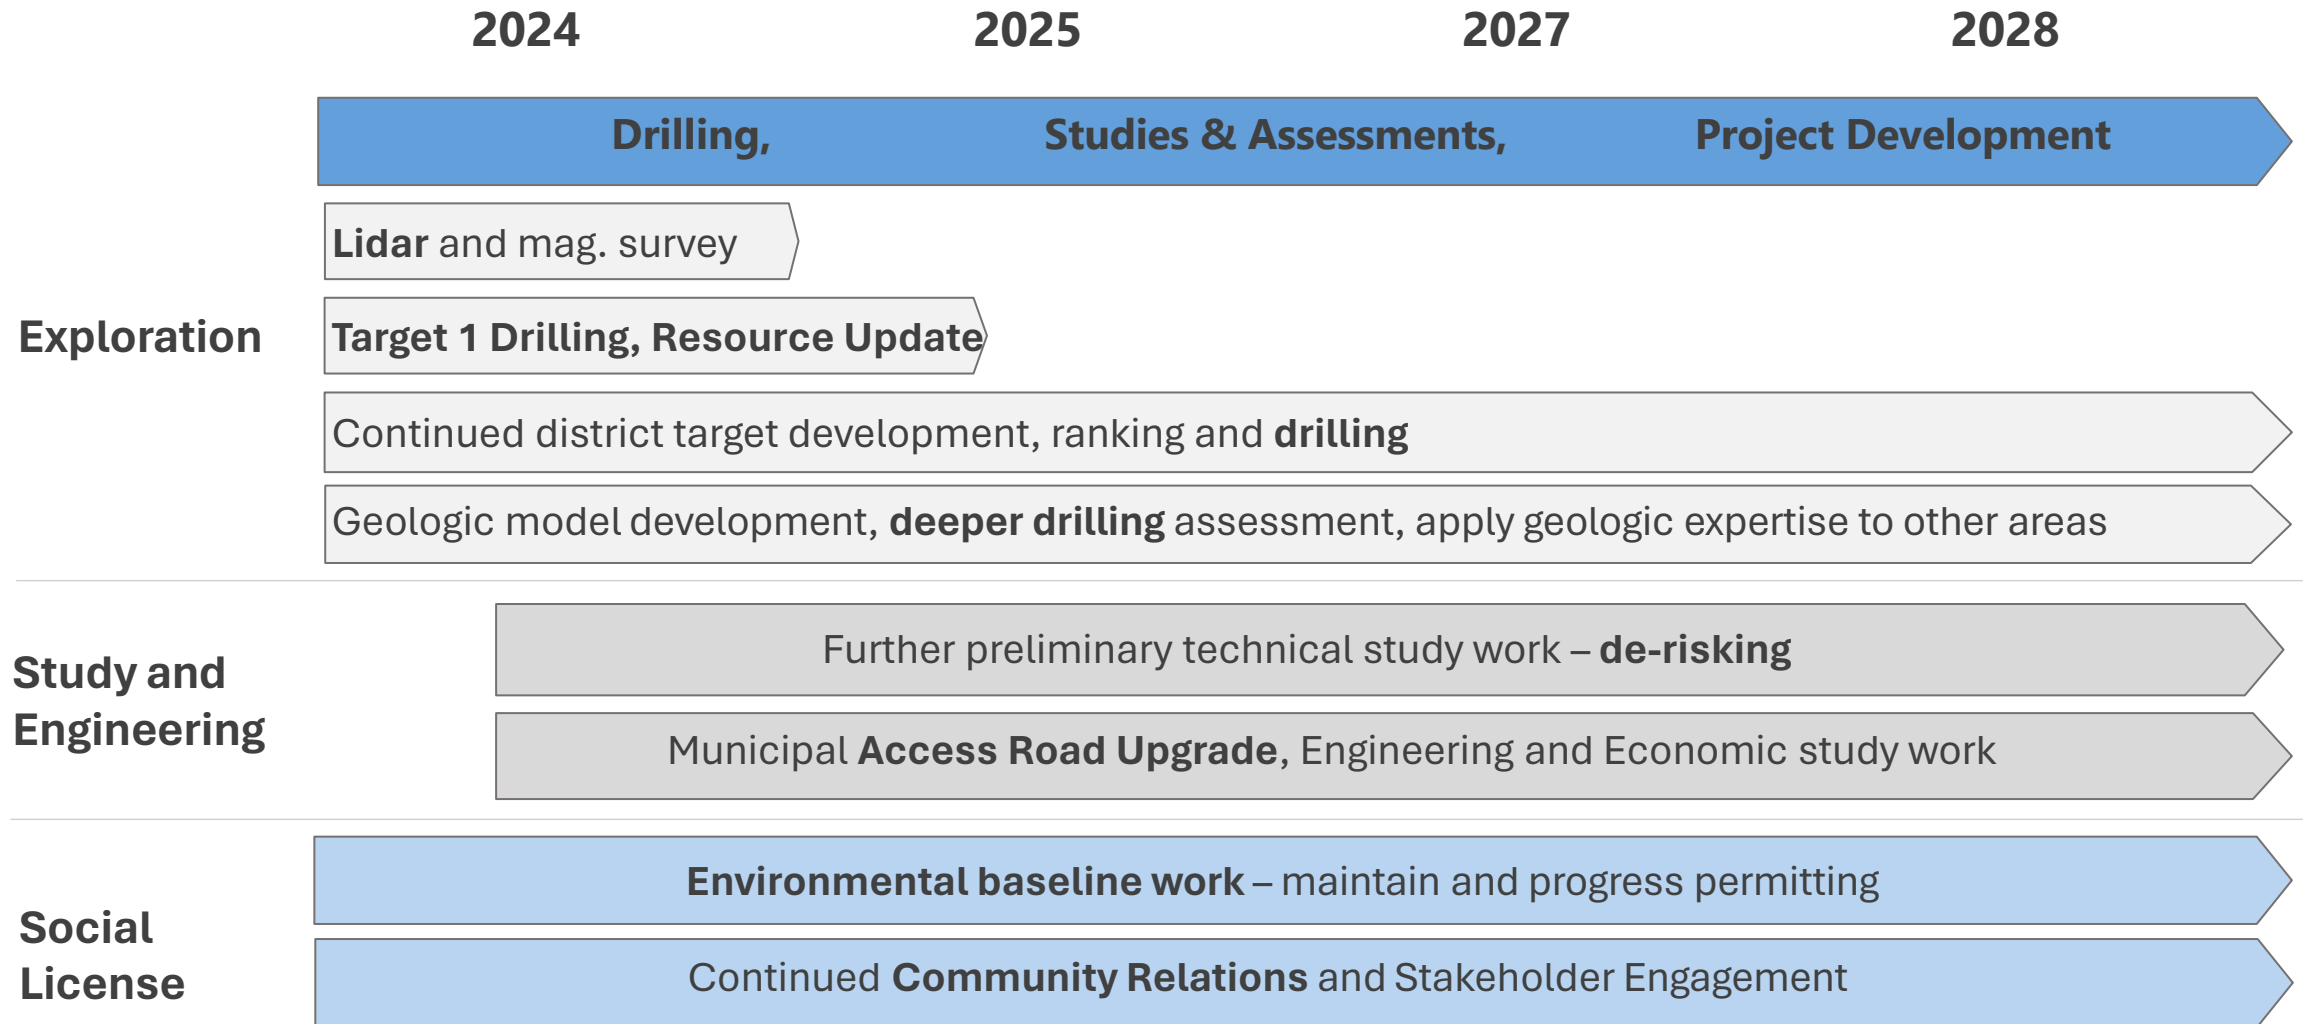 2024 2025 2027 2028
Drilling, Studies & Assessments, Project Development
Lidar and mag. survey
Exploration
Target 1 Drilling, Resource Update
Continued district target development, ranking and drilling
Geologic model development, deeper drilling assessment, apply geologic expertise to other areas
Study and
Engineering
Further preliminary technical study work – de-risking
Municipal Access Road Upgrade, Engineering and Economic study work
Social
License
Environmental baseline work – maintain and progress permitting
Continued Community Relations and Stakeholder Engagement